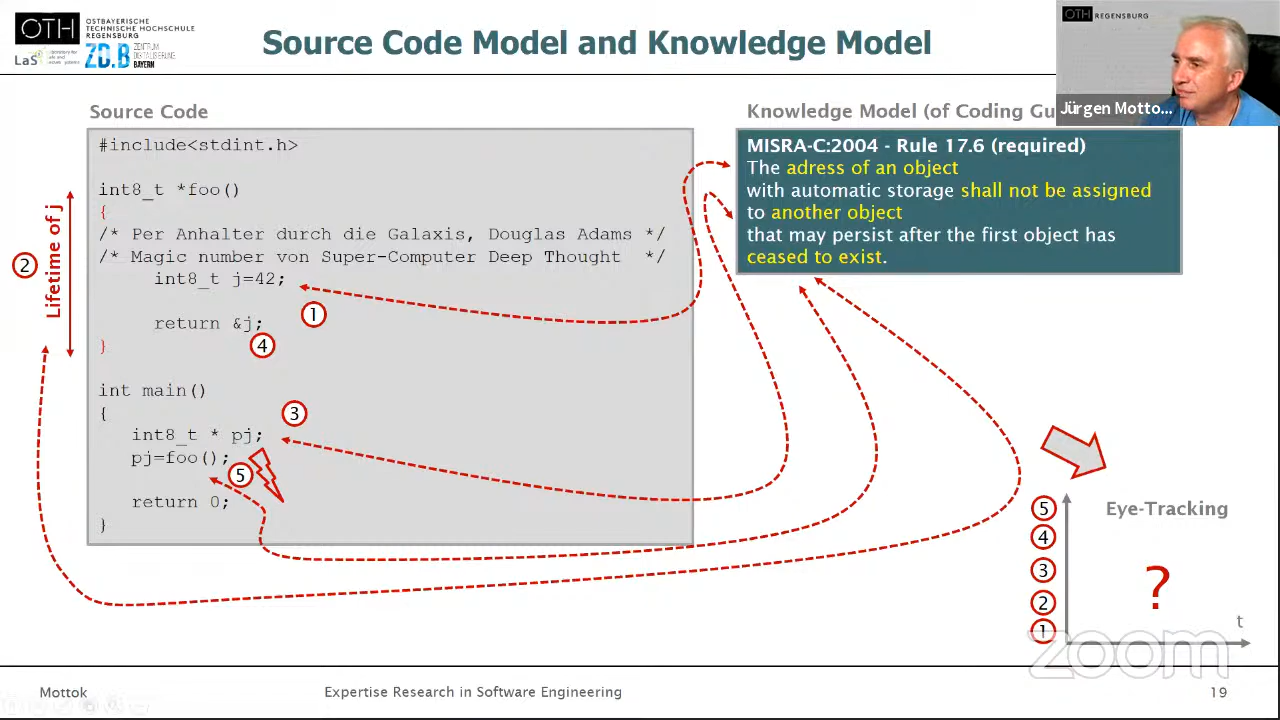 OTH
OSTBAYERISCHE
TECHNISCHE HOCHSCHULE
REGENSBURG
LaS³
ZD.B
ZENTRUM
DIGITALISIERUNG
BAYERN
Source Code Model and Knowledge Model
OTH REGENSBURG
Jürgen Motto...
Source Code
Knowledge Model (of Coding Gu
#include<stdint.h>
int8_t *foo()
{
/* Per Anhalter durch die Galaxis, Douglas Adams */
/* Magic number von Super-Computer Deep Thought */
int8_t j=42;
return &j;
}
int main()
{
int8_t * pj;
pj=foo();
return 0;
}
Lifetime of j
2
1
4
3
5
MISRA-C:2004 - Rule 17.6 (required)
The adress of an object
with automatic storage shall not be assigned
to another object
that may persist after the first object has
ceased to exist.
Eye-Tracking
5
4
3
2
1
?
t
zoom
Mottok
Expertise Research in Software Engineering
19